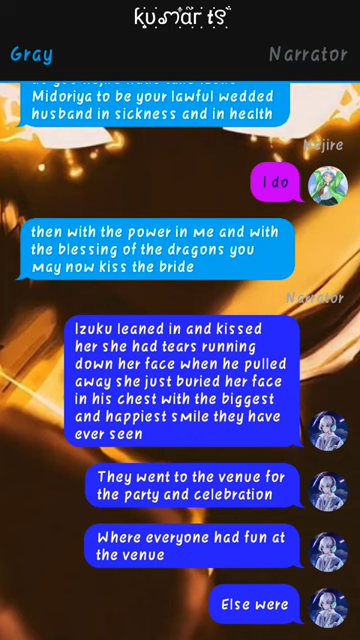 Gray
Narrator
Midoriya to be your lawful wedded
husband in sickness and in health
Nejire
I do
then with the power in me and with
the blessing of the dragons you
may now kiss the bride
Narrator
Izuku leaned in and kissed
her she had tears running
down her face when he pulled
away she just buried her face
in his chest with the biggest
and happiest smile they have
ever seen
They went to the venue for
the party and celebration
Where everyone had fun at
the venue
Else were